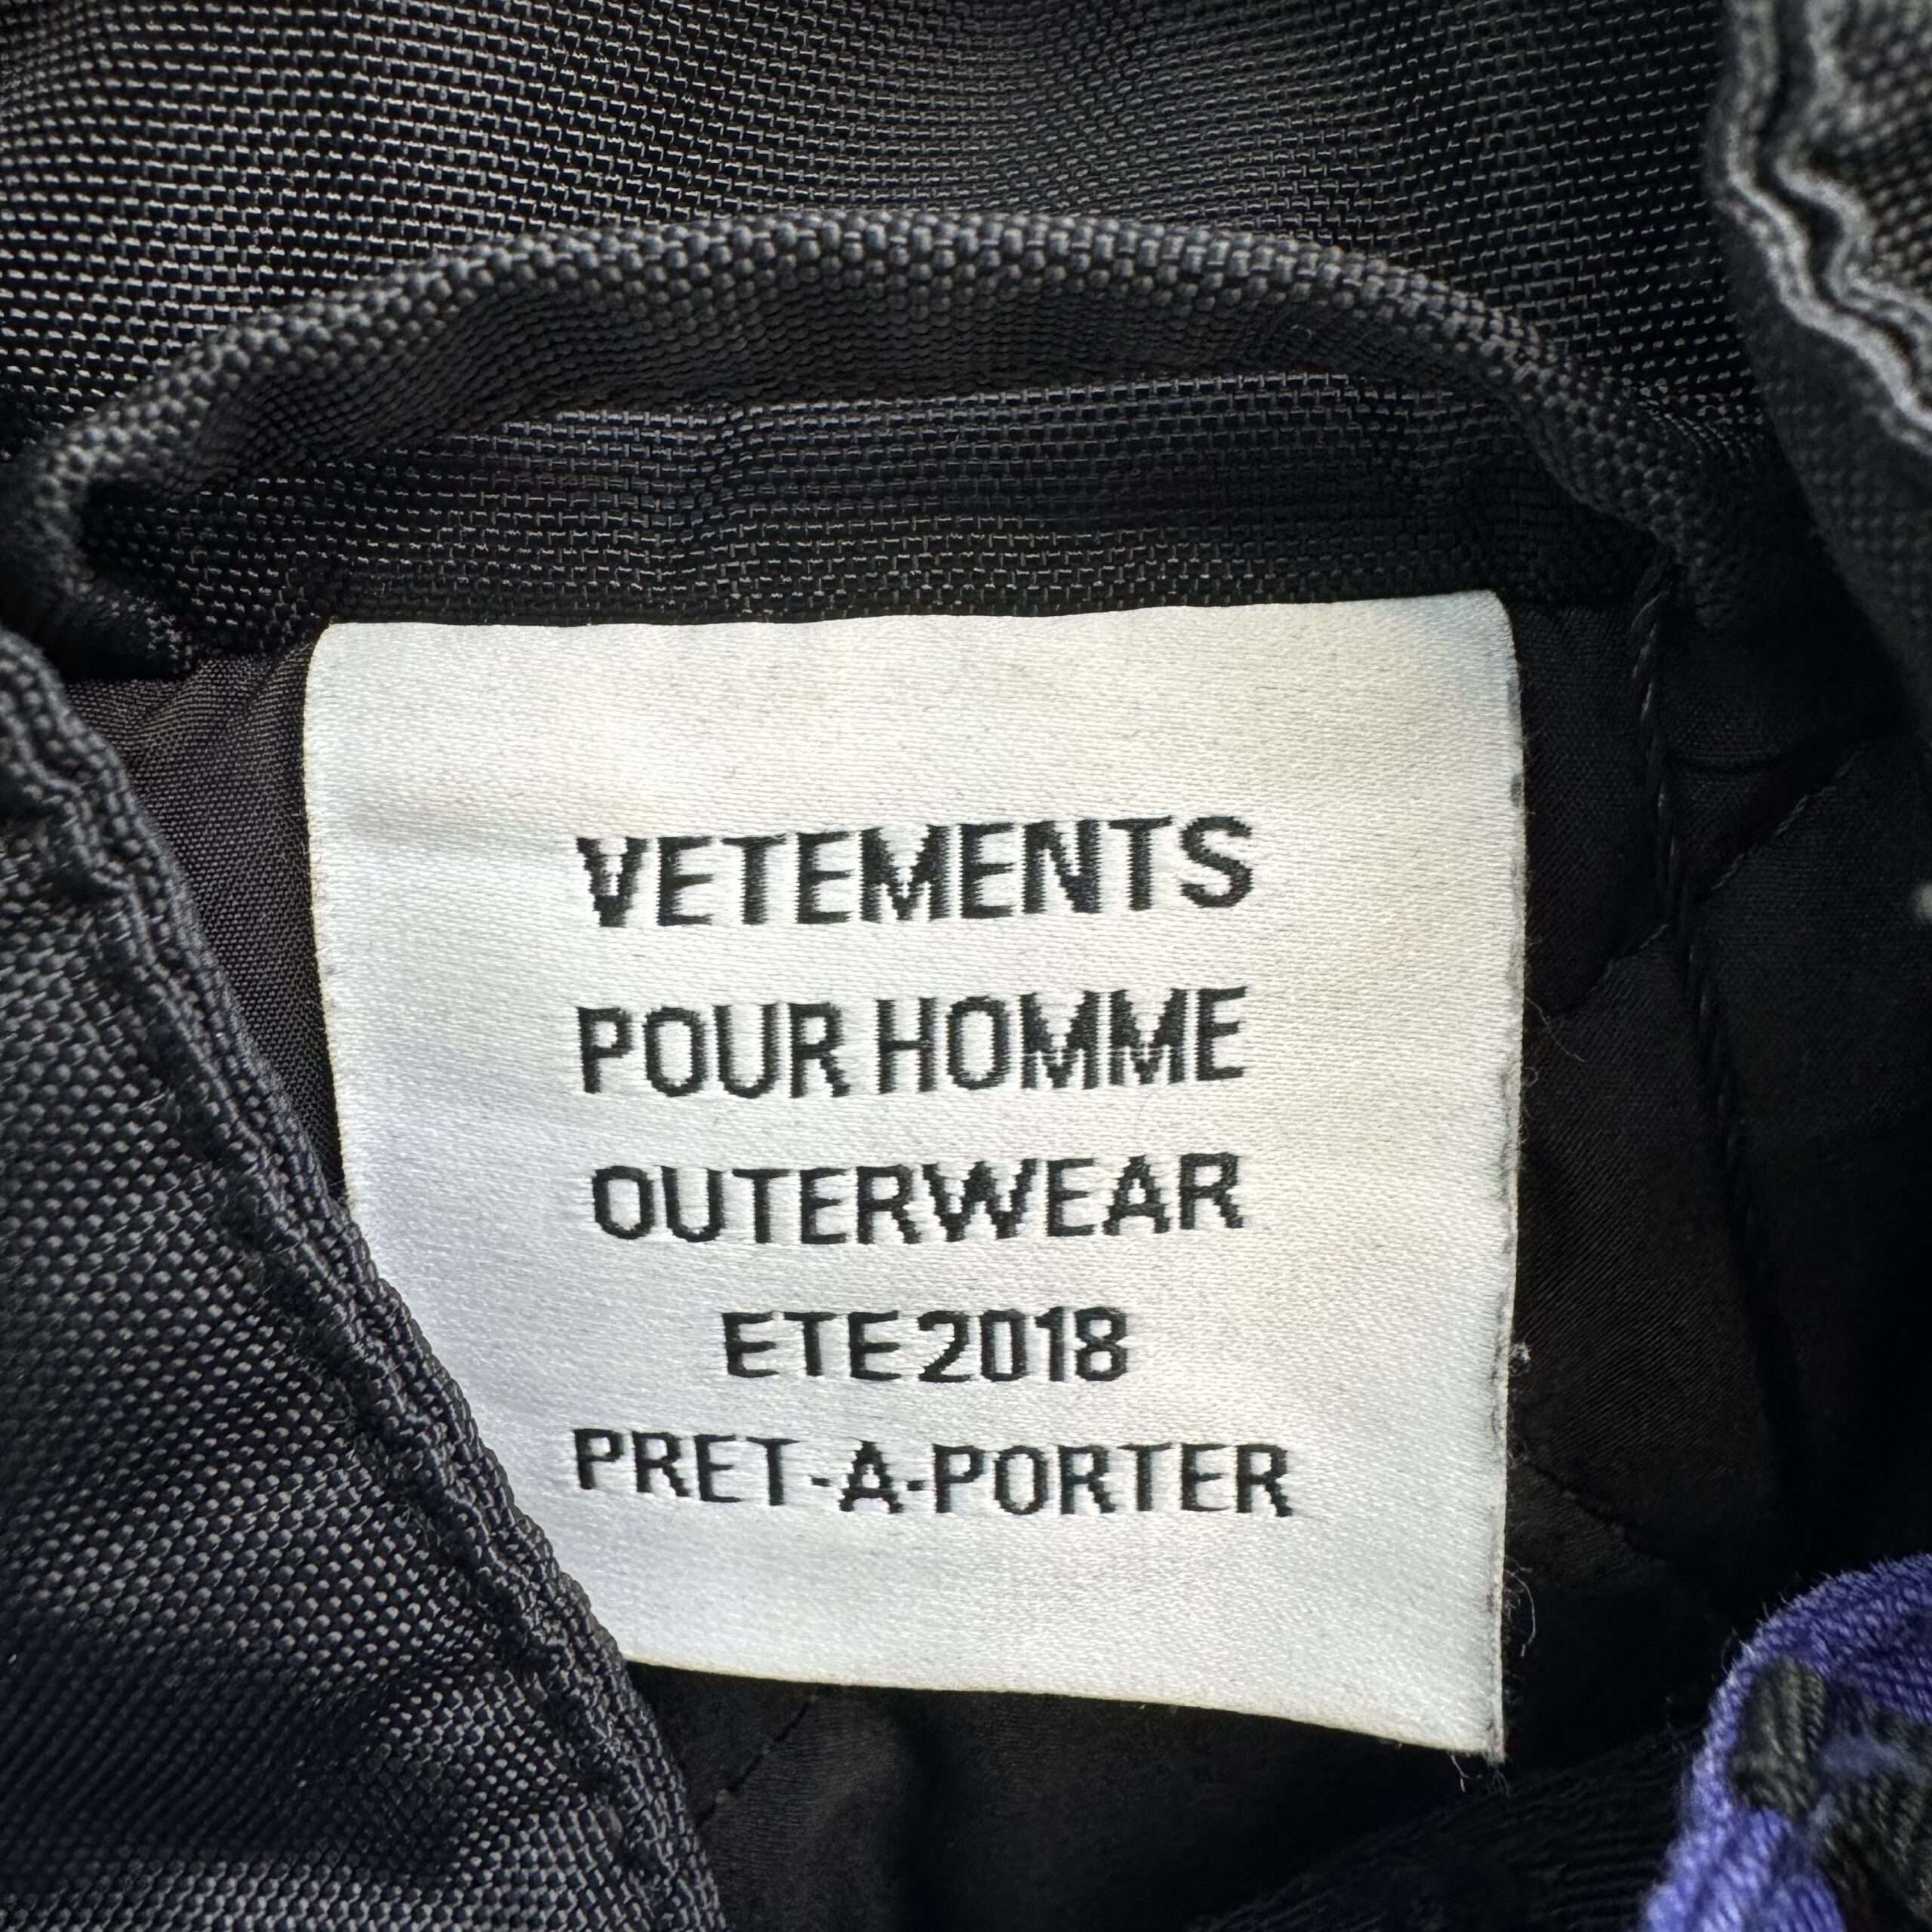 VETEMENTS
POUR HOMME
OUTERWEAR
ETE 2018
PRET-A-PORTER